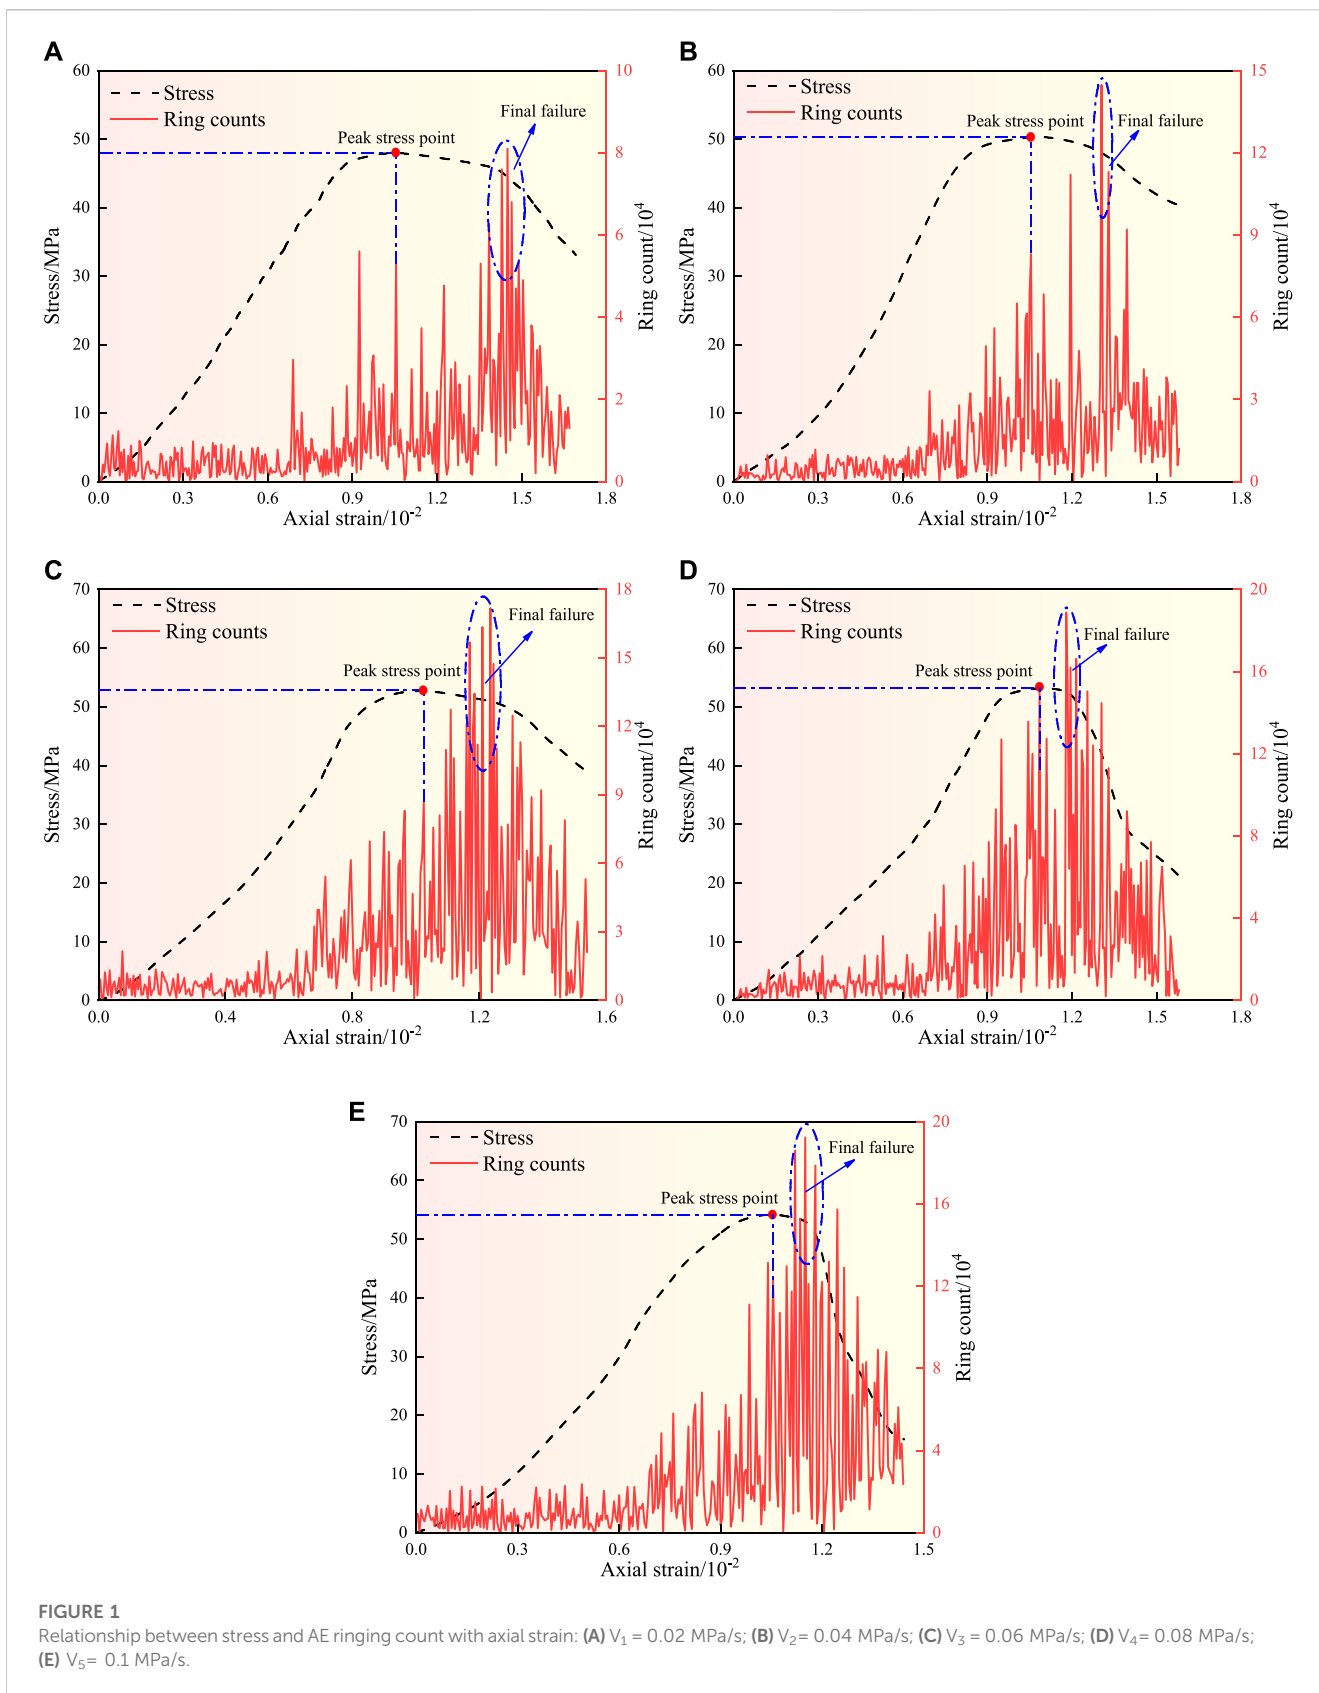 A
60
50
40
30
20
10
0
Stress/MPa
Stress
Ring counts
Peak stress point
Final failure
10
8
6
4
2
0
Ring count/10⁴
0.0 0.3 0.6 0.9 1.2 1.5 1.8
Axial strain/10⁻²
B
60
50
40
30
20
10
0
Stress/MPa
Stress
Ring counts
Peak stress point
Final failure
15
12
9
6
3
0
Ring count/10⁴
0.0 0.3 0.6 0.9 1.2 1.5 1.8
Axial strain/10⁻²
C
70
60
50
40
30
20
10
0
Stress/MPa
Stress
Ring counts
Peak stress point
Final failure
18
15
12
9
6
3
0
Ring count/10⁴
0.0 0.4 0.8 1.2 1.6
Axial strain/10⁻²
D
70
60
50
40
30
20
10
0
Stress/MPa
Stress
Ring counts
Peak stress point
Final failure
20
16
12
8
4
0
Ring count/10⁴
0.0 0.3 0.6 0.9 1.2 1.5 1.8
Axial strain/10⁻²
E
70
60
50
40
30
20
10
0
Stress/MPa
Stress
Ring counts
Peak stress point
Final failure
20
16
12
8
4
0
Ring count/10⁴
0.0 0.3 0.6 0.9 1.2 1.5
Axial strain/10⁻²
FIGURE 1
Relationship between stress and AE ringing count with axial strain: (A) V₁ = 0.02 MPa/s; (B) V₂= 0.04 MPa/s; (C) V₃ = 0.06 MPa/s; (D) V₄= 0.08 MPa/s;
(E) V₅= 0.1 MPa/s.